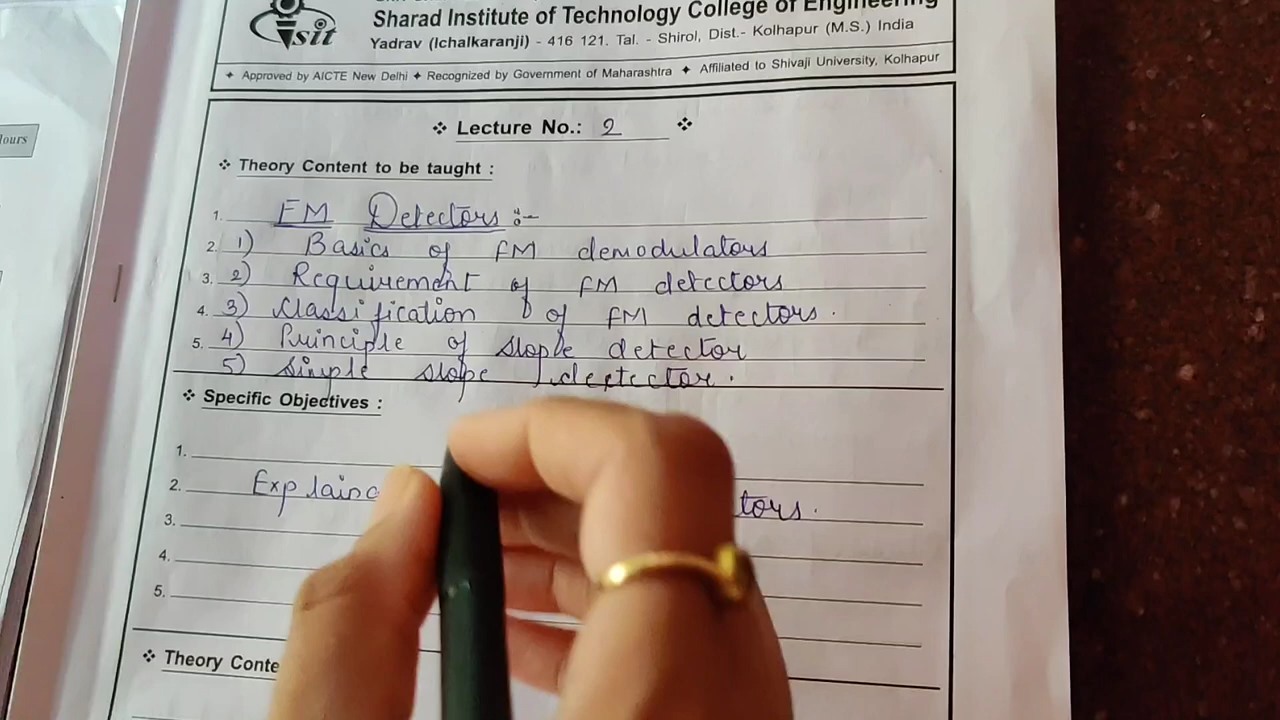 sit
Sharad Institute of Technology College of Engineering
Yadrav (Ichalkaranji) - 416 121. Tal. - Shirol, Dist.- Kolhapur (M.S.) India
✦ Approved by AICTE New Delhi ✦ Recognized by Government of Maharashtra ✦ Affiliated to Shivaji University, Kolhapur
lours
❖ Lecture No.: 2 ❖
❖ Theory Content to be taught :
1. FM Detectors :-
2. 1) Basics of FM demodulators
3. 2) Requirement of FM detectors
4. 3) Classification of FM detectors.
5. 4) Principle of slope detector
5) Simple slope detector.
❖ Specific Objectives :
1.
2. Explain tors.
3.
4.
5.
❖ Theory Conte